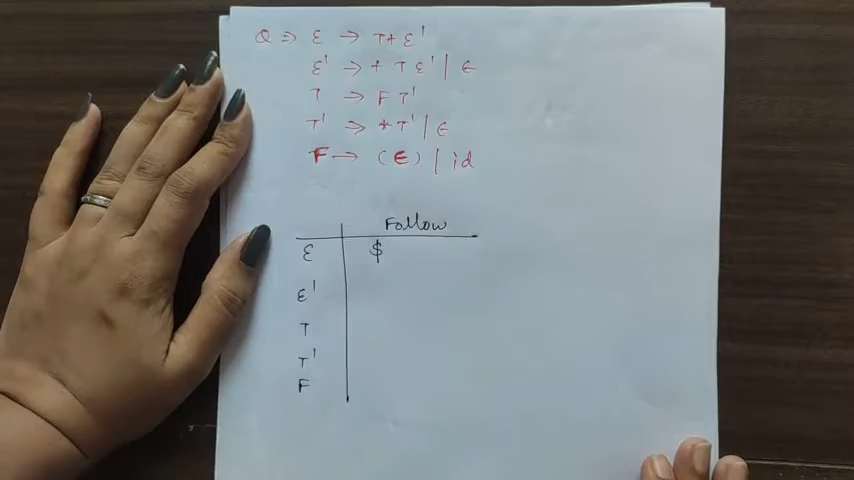 Q ⇒ E → T+ E'
E' → + T E' | ε
T → F T'
T' → * T' | ε
F → (E) | id
Follow
E $
E'
T
T'
F